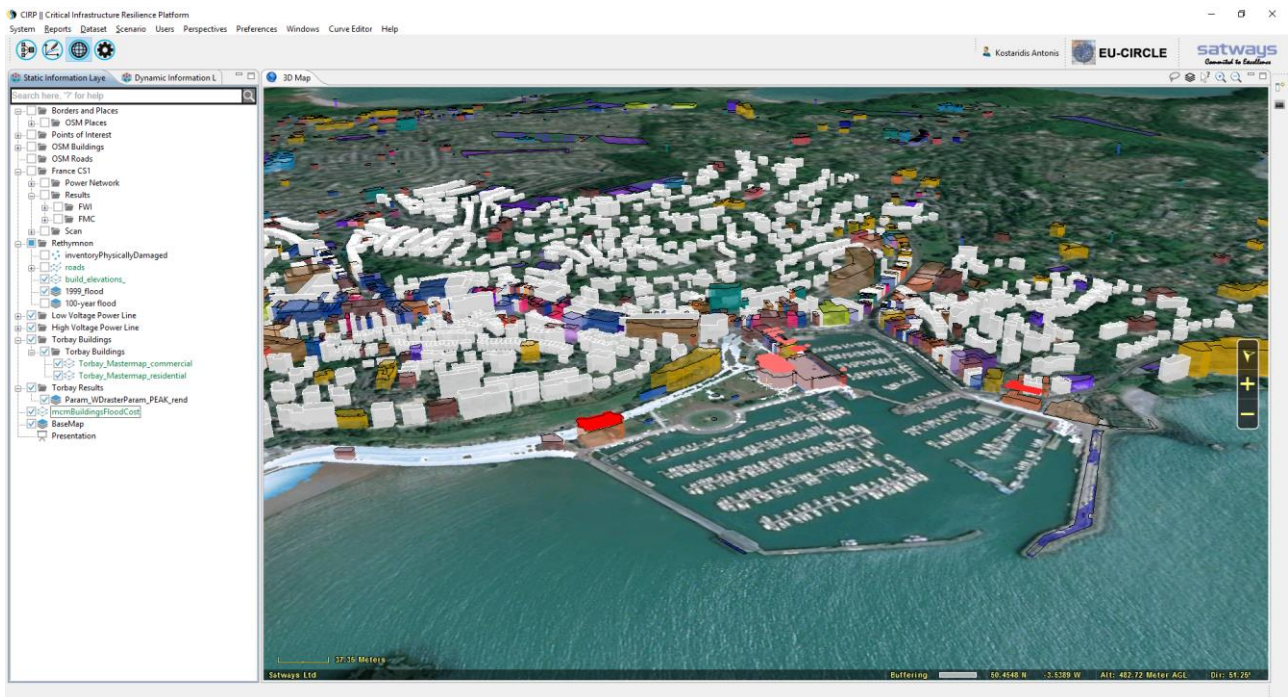 CIRP || Critical Infrastructure Resilience Platform
System Reports Dataset Scenario Users Perspectives Preferences Windows Curve Editor Help
Kostaridis Antonis
EU-CIRCLE
satways
Committed to Excellence
Static Information Laye
Dynamic Information L
3D Map
Search here, '?' for help
Borders and Places
OSM Places
Points of Interest
OSM Buildings
OSM Roads
France CS1
Power Network
Results
FWI
FMC
Scan
Rethymnon
inventoryPhysicallyDamaged
roads
build_elevations_
1999_flood
100-year flood
Low Voltage Power Line
High Voltage Power Line
Torbay Buildings
Torbay Buildings
Torbay_Mastermap_commercial
Torbay_Mastermap_residential
Torbay Results
Param_WDrasterParam_PEAK_rend
mcmBuildingsFloodCost
BaseMap
Presentation
37.35 Meters
Satways Ltd
Buffering
50.4548 N
-3.5389 W
Alt: 482.72 Meter AGL
Dir: 51.25°